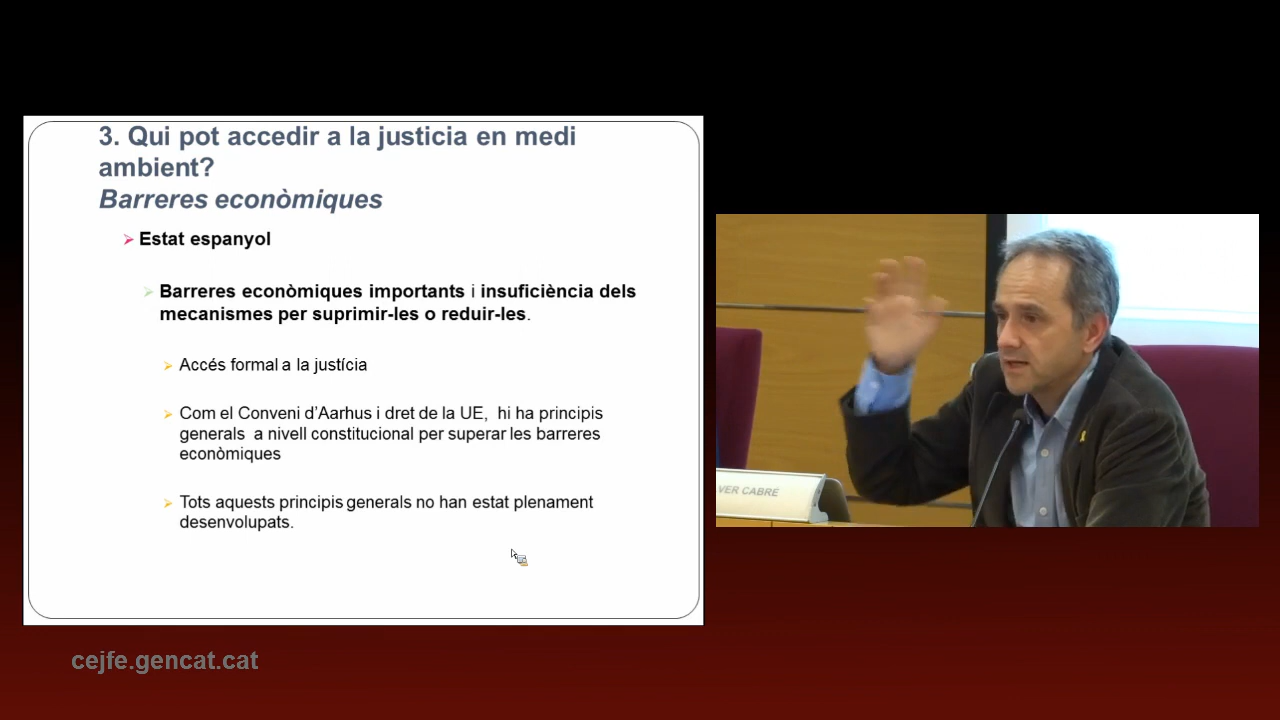 3. Qui pot accedir a la justicia en medi
ambient?
Barreres econòmiques
Estat espanyol
Barreres econòmiques importants i insuficiència dels
mecanismes per suprimir-les o reduir-les.
Accés formal a la justícia
Com el Conveni d'Aarhus i dret de la UE, hi ha principis
generals a nivell constitucional per superar les barreres
econòmiques
Tots aquests principis generals no han estat plenament
desenvolupats.
VER CABRÉ
cejfe.gencat.cat